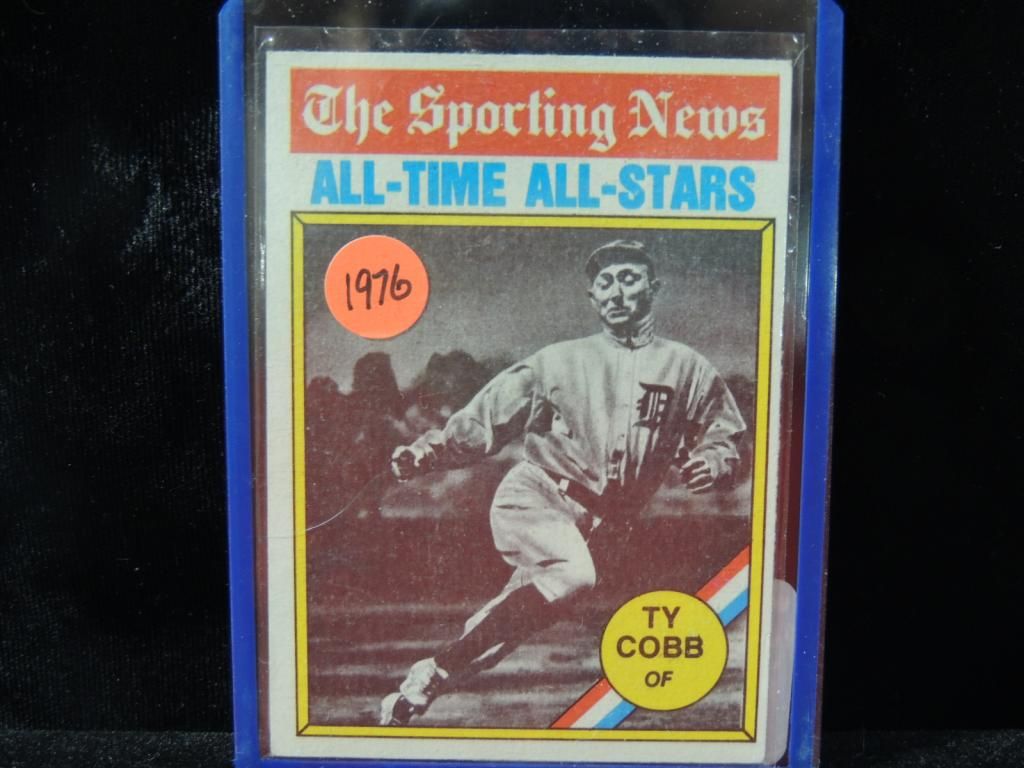 The Sporting News
ALL-TIME ALL-STARS
1976
D
TY
COBB
OF